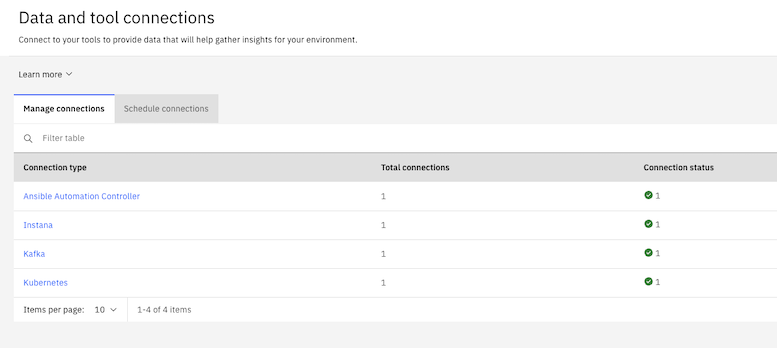 Data and tool connections
Connect to your tools to provide data that will help gather insights for your environment.
Learn more
Manage connections Schedule connections
Filter table
Connection type Total connections Connection status
Ansible Automation Controller 1 1
Instana 1 1
Kafka 1 1
Kubernetes 1 1
Items per page: 10 1-4 of 4 items